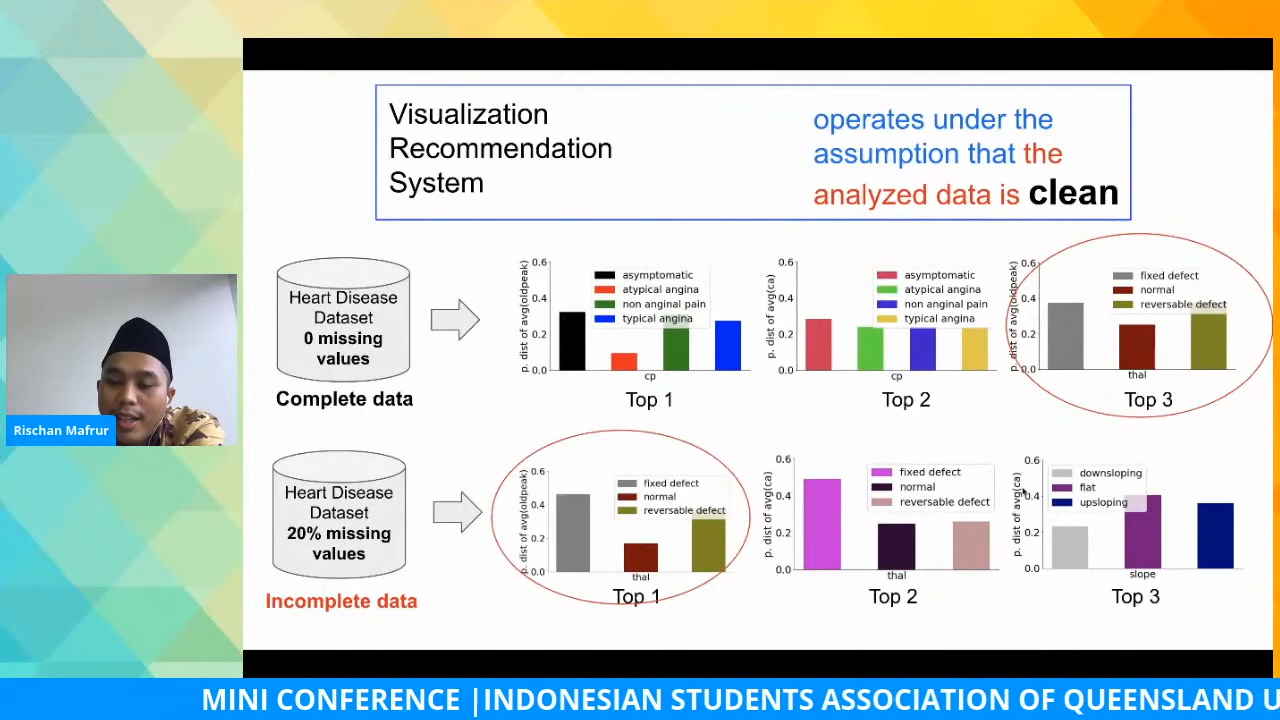 Visualization
Recommendation
System
operates under the
assumption that the
analyzed data is clean
Heart Disease
Dataset
0 missing
values
Complete data
p. dist of avg(oldpeak)
0.6
0.4
0.2
0.0
asymptomatic
atypical angina
non anginal pain
typical angina
cp
Top 1
p. dist of avg(ca)
0.6
0.4
0.2
0.0
asymptomatic
atypical angina
non anginal pain
typical angina
cp
Top 2
p. dist of avg(oldpeak)
0.6
0.4
0.2
0.0
fixed defect
normal
reversable defect
thal
Top 3
Rischan Mafrur
Heart Disease
Dataset
20% missing
values
Incomplete data
p. dist of avg(oldpeak)
0.6
0.4
0.2
0.0
fixed defect
normal
reversable defect
thal
Top 1
p. dist of avg(ca)
0.6
0.4
0.2
0.0
fixed defect
normal
reversable defect
thal
Top 2
p. dist of avg(ca)
0.6
0.4
0.2
0.0
downsloping
flat
upsloping
slope
Top 3
MINI CONFERENCE |INDONESIAN STUDENTS ASSOCIATION OF QUEENSLAND U